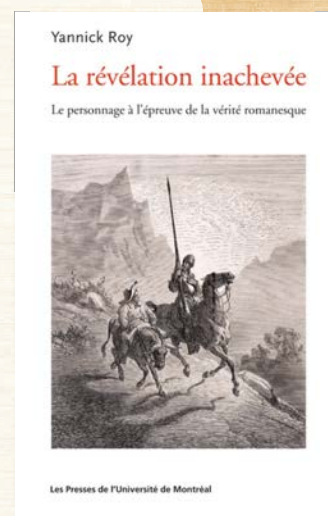 Yannick Roy
La révélation inachevée
Le personnage à l'épreuve de la vérité romanesque
Les Presses de l'Université de Montréal